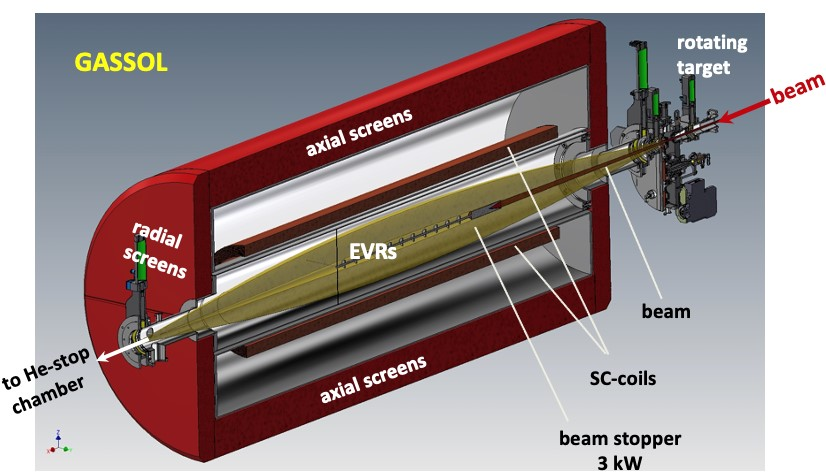 GASSOL
rotating
target
beam
axial screens
radial
screens
EVRs
beam
to He-stop
chamber
axial screens
SC-coils
beam stopper
3 kW